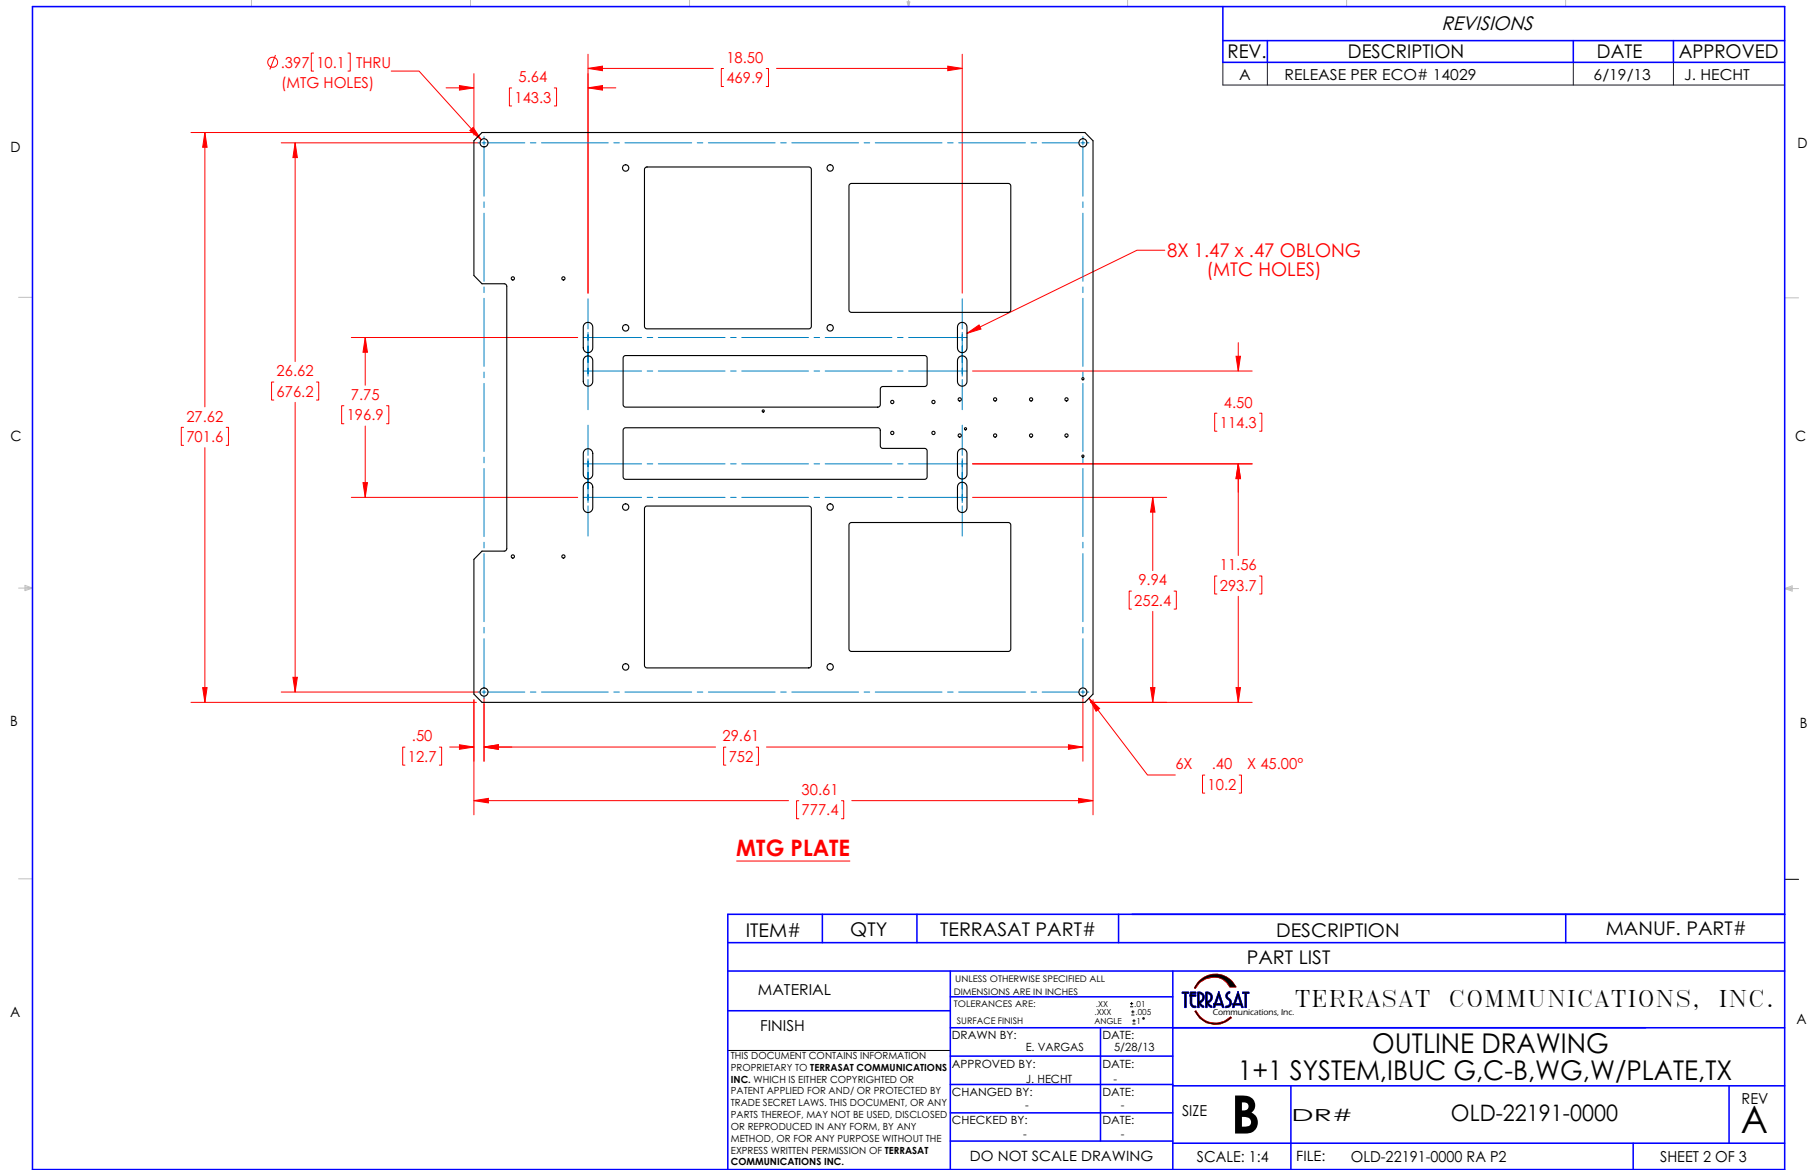 REVISIONS
REV. DESCRIPTION DATE APPROVED
A RELEASE PER ECO# 14029 6/19/13 J. HECHT
Ø.397[10.1] THRU
(MTG HOLES)
5.64
[143.3]
18.50
[469.9]
D
D
8X 1.47 x .47 OBLONG
(MTC HOLES)
26.62
[676.2]
7.75
[196.9]
27.62
[701.6]
4.50
[114.3]
C
C
11.56
[293.7]
9.94
[252.4]
B
B
.50
[12.7]
29.61
[752]
6X .40 X 45.00°
[10.2]
30.61
[777.4]
MTG PLATE
A
A
ITEM# QTY TERRASAT PART# DESCRIPTION MANUF. PART#
PART LIST
MATERIAL
FINISH
UNLESS OTHERWISE SPECIFIED ALL
DIMENSIONS ARE IN INCHES
TOLERANCES ARE: .XX ±.01
.XXX ±.005
SURFACE FINISH ANGLE ±1°
DRAWN BY: DATE:
E. VARGAS 5/28/13
APPROVED BY: DATE:
J. HECHT -
CHANGED BY: DATE:
- -
CHECKED BY: DATE:
- -
DO NOT SCALE DRAWING
THIS DOCUMENT CONTAINS INFORMATION
PROPRIETARY TO TERRASAT COMMUNICATIONS
INC. WHICH IS EITHER COPYRIGHTED OR
PATENT APPLIED FOR AND/ OR PROTECTED BY
TRADE SECRET LAWS. THIS DOCUMENT, OR ANY
PARTS THEREOF, MAY NOT BE USED, DISCLOSED
OR REPRODUCED IN ANY FORM, BY ANY
METHOD, OR FOR ANY PURPOSE WITHOUT THE
EXPRESS WRITTEN PERMISSION OF TERRASAT
COMMUNICATIONS INC.
TERRASAT
Communications, Inc.
TERRASAT COMMUNICATIONS, INC.
OUTLINE DRAWING
1+1 SYSTEM,IBUC G,C-B,WG,W/PLATE,TX
SIZE B DR# OLD-22191-0000 REV A
SCALE: 1:4 FILE: OLD-22191-0000 RA P2 SHEET 2 OF 3